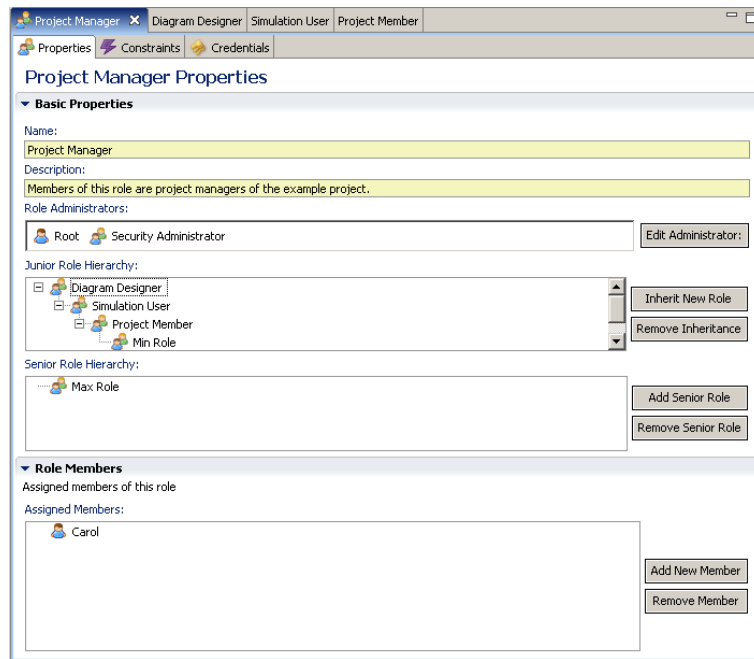 Project Manager Diagram Designer Simulation User Project Member
Properties Constraints Credentials
Project Manager Properties
Basic Properties
Name:
Project Manager
Description:
Members of this role are project managers of the example project.
Role Administrators:
Root Security Administrator Edit Administrator:
Junior Role Hierarchy:
Diagram Designer
Inherit New Role
Simulation User
Project Member
Remove Inheritance
Min Role
Senior Role Hierarchy:
Max Role
Add Senior Role
Remove Senior Role
Role Members
Assigned members of this role
Assigned Members:
Carol
Add New Member
Remove Member